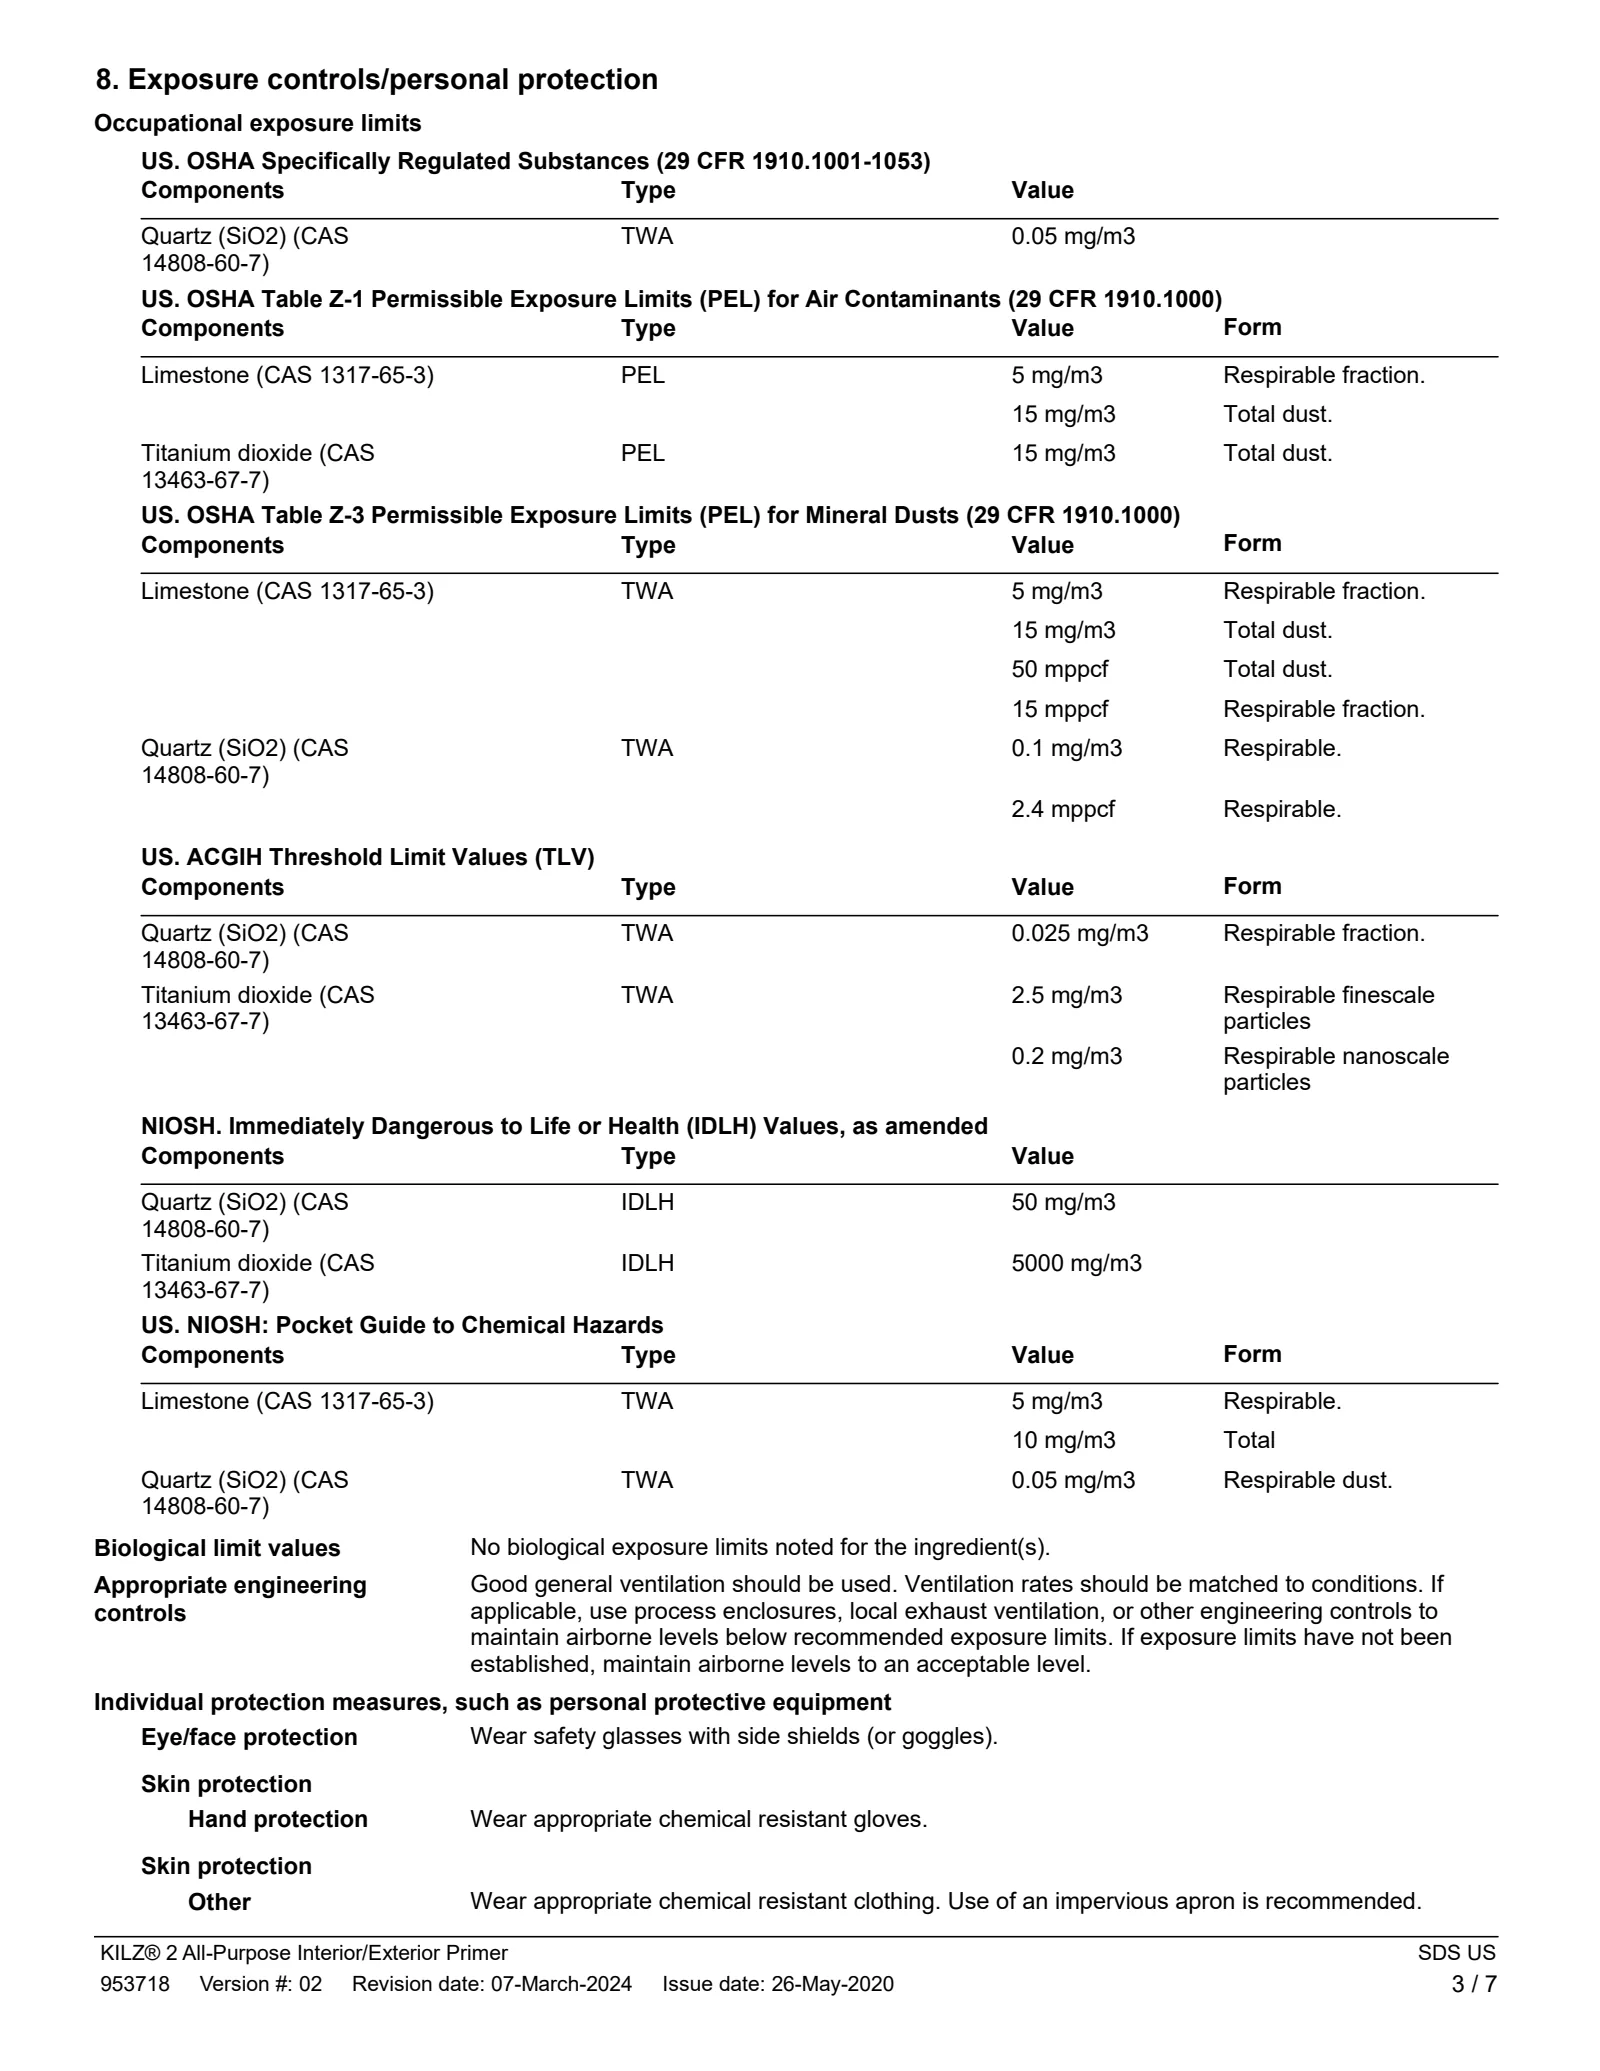 8. Exposure controls/personal protection
Occupational exposure limits
US. OSHA Specifically Regulated Substances (29 CFR 1910.1001-1053)
Components Type Value
Quartz (SiO2) (CAS TWA 0.05 mg/m3
14808-60-7)
US. OSHA Table Z-1 Permissible Exposure Limits (PEL) for Air Contaminants (29 CFR 1910.1000)
Components Type Value Form
Limestone (CAS 1317-65-3) PEL 5 mg/m3 Respirable fraction.
15 mg/m3 Total dust.
Titanium dioxide (CAS PEL 15 mg/m3 Total dust.
13463-67-7)
US. OSHA Table Z-3 Permissible Exposure Limits (PEL) for Mineral Dusts (29 CFR 1910.1000)
Components Type Value Form
Limestone (CAS 1317-65-3) TWA 5 mg/m3 Respirable fraction.
15 mg/m3 Total dust.
50 mppcf Total dust.
15 mppcf Respirable fraction.
Quartz (SiO2) (CAS TWA 0.1 mg/m3 Respirable.
14808-60-7)
2.4 mppcf Respirable.
US. ACGIH Threshold Limit Values (TLV)
Components Type Value Form
Quartz (SiO2) (CAS TWA 0.025 mg/m3 Respirable fraction.
14808-60-7)
Titanium dioxide (CAS TWA 2.5 mg/m3 Respirable finescale
13463-67-7) particles
0.2 mg/m3 Respirable nanoscale
particles
NIOSH. Immediately Dangerous to Life or Health (IDLH) Values, as amended
Components Type Value
Quartz (SiO2) (CAS IDLH 50 mg/m3
14808-60-7)
Titanium dioxide (CAS IDLH 5000 mg/m3
13463-67-7)
US. NIOSH: Pocket Guide to Chemical Hazards
Components Type Value Form
Limestone (CAS 1317-65-3) TWA 5 mg/m3 Respirable.
10 mg/m3 Total
Quartz (SiO2) (CAS TWA 0.05 mg/m3 Respirable dust.
14808-60-7)
Biological limit values No biological exposure limits noted for the ingredient(s).
Appropriate engineering Good general ventilation should be used. Ventilation rates should be matched to conditions. If
controls applicable, use process enclosures, local exhaust ventilation, or other engineering controls to
maintain airborne levels below recommended exposure limits. If exposure limits have not been
established, maintain airborne levels to an acceptable level.
Individual protection measures, such as personal protective equipment
Eye/face protection Wear safety glasses with side shields (or goggles).
Skin protection
Hand protection Wear appropriate chemical resistant gloves.
Skin protection
Other Wear appropriate chemical resistant clothing. Use of an impervious apron is recommended.
KILZ® 2 All-Purpose Interior/Exterior Primer SDS US
953718 Version #: 02 Revision date: 07-March-2024 Issue date: 26-May-2020 3 / 7